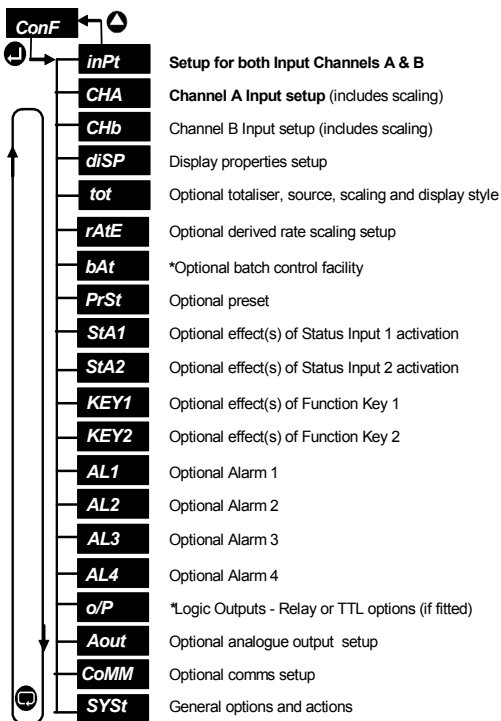 ConF
inPt Setup for both Input Channels A & B
CHA Channel A Input setup (includes scaling)
CHb Channel B Input setup (includes scaling)
diSP Display properties setup
tot Optional totaliser, source, scaling and display style
rAtE Optional derived rate scaling setup
bAt *Optional batch control facility
PrSt Optional preset
StA1 Optional effect(s) of Status Input 1 activation
StA2 Optional effect(s) of Status Input 2 activation
KEY1 Optional effect(s) of Function Key 1
KEY2 Optional effect(s) of Function Key 2
AL1 Optional Alarm 1
AL2 Optional Alarm 2
AL3 Optional Alarm 3
AL4 Optional Alarm 4
o/P *Logic Outputs - Relay or TTL options (if fitted)
Aout Optional analogue output setup
CoMM Optional comms setup
SYSt General options and actions